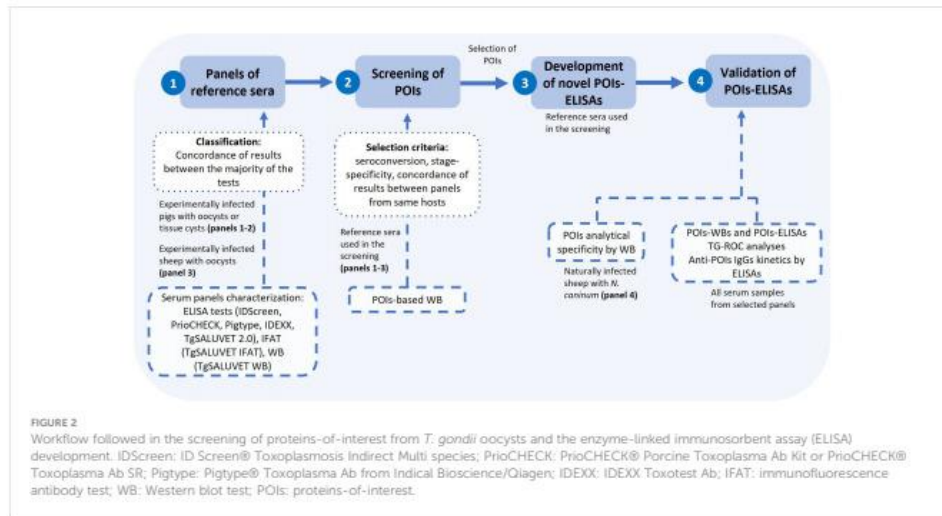 1
Panels of
reference sera
2
Screening of
POIs
Selection of
POIs
3
Development
of novel POIs-
ELISAs
4
Validation of
POIs-ELISAs
Classification:
Concordance of results
between the majority of the
tests
Experimentally infected
pigs with oocysts or
tissue cysts (panels 1-2)
Experimentally infected
sheep with oocysts
(panel 3)
Serum panels characterization:
ELISA tests (IDScreen,
PrioCHECK, Pigtype, IDEXX,
TgSALUVET 2.0), IFAT
(TgSALUVET IFAT), WB
(TgSALUVET WB)
Selection criteria:
seroconversion, stage-
specificity, concordance of
results between panels
from same hosts
Reference sera
used in the
screening
(panels 1-3)
POIs-based WB
Reference sera used
in the screening
POIs analytical
specificity by WB
Naturally infected
sheep with N.
caninum (panel 4)
POIs-WBs and POIs-ELISAs
TG-ROC analyses
Anti-POIs IgGs kinetics by
ELISAs
All serum samples
from selected panels
FIGURE 2
Workflow followed in the screening of proteins-of-interest from T. gondii oocysts and the enzyme-linked immunosorbent assay (ELISA)
development. IDScreen: ID Screen® Toxoplasmosis Indirect Multi species; PrioCHECK: PrioCHECK® Porcine Toxoplasma Ab Kit or PrioCHECK®
Toxoplasma Ab SR; Pigtype: Pigtype® Toxoplasma Ab from Indical Bioscience/Qiagen; IDEXX: IDEXX Toxotest Ab; IFAT: immunofluorescence
antibody test; WB: Western blot test; POIs: proteins-of-interest.